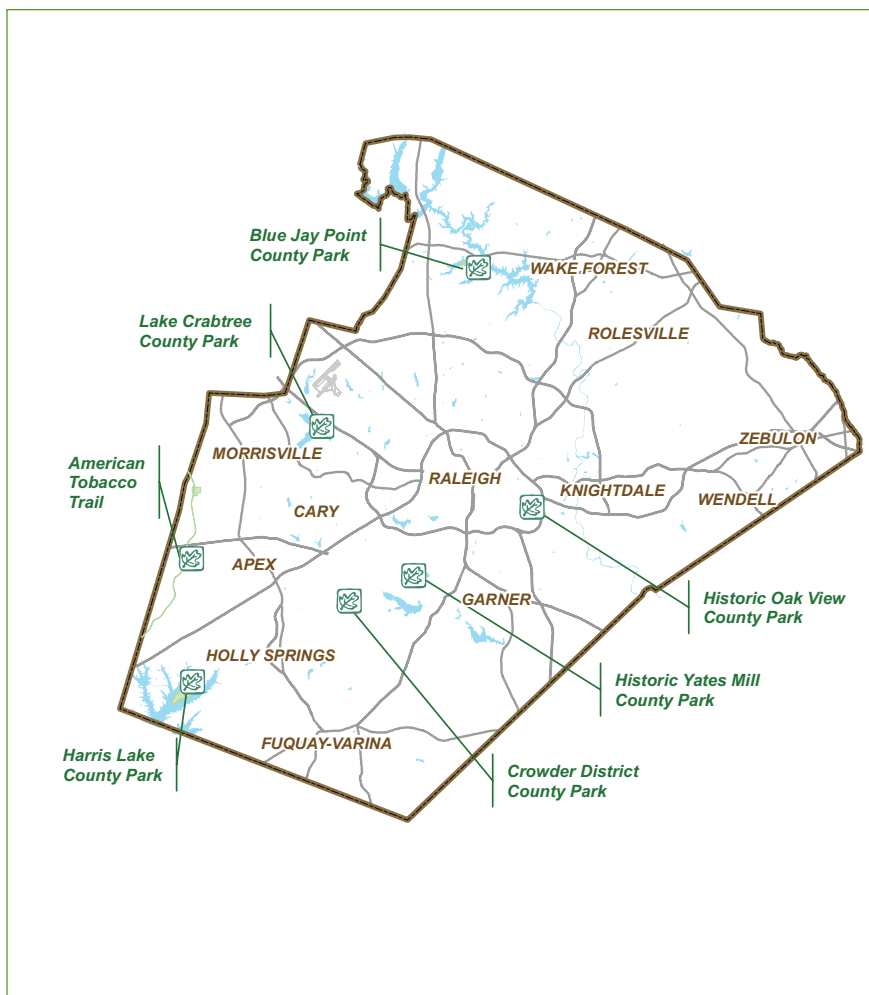 Blue Jay Point
County Park
WAKE FOREST
Lake Crabtree
County Park
ROLESVILLE
ZEBULON
MORRISVILLE
American
Tobacco
Trail
RALEIGH
KNIGHTDALE
WENDELL
CARY
APEX
GARNER
Historic Oak View
County Park
HOLLY SPRINGS
Historic Yates Mill
County Park
FUQUAY-VARINA
Harris Lake
County Park
Crowder District
County Park